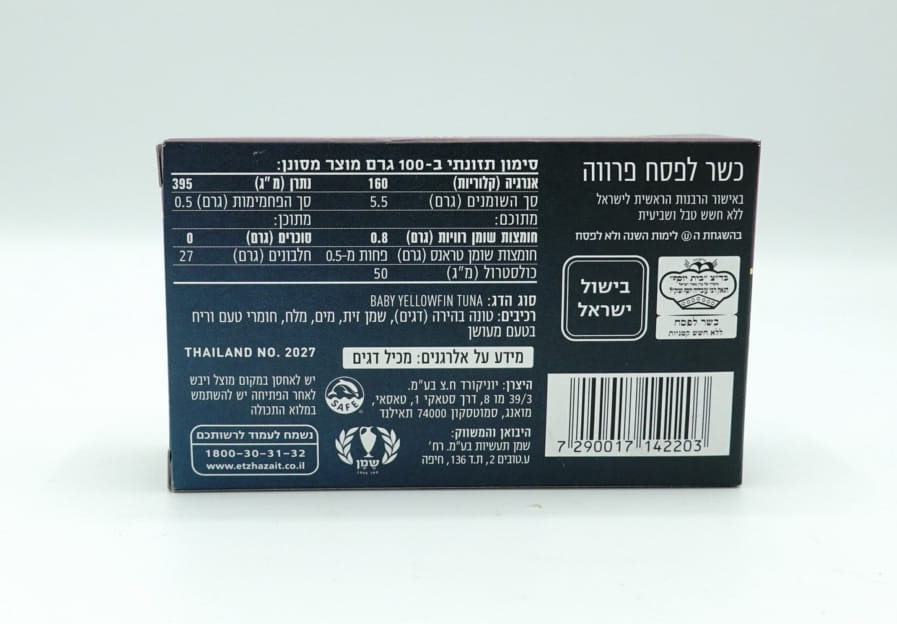 כשר לפסח פרווה
באישור הרבנות הראשית לישראל
ללא חשש טבל ושביעית
בהשגחת ה Ⓤ לימות השנה ולא לפסח
בישול
ישראל
בד״צ "בית יוסף"
כשר לפסח
ללא חשש קטניות
7 290017 142203
סימון תזונתי ב-100 גרם מוצר מסונן:
אנרגיה (קלוריות) 160 נתרן (מ"ג) 395
סך השומנים (גרם) 5.5 סך הפחמימות (גרם) 0.5
מתוכם: מתוכן:
חומצות שומן רוויות (גרם) 0.8 סוכרים (גרם) 0
חומצות שומן טראנס (גרם) פחות מ-0.5 חלבונים (גרם) 27
כולסטרול (מ"ג) 50
סוג הדג: BABY YELLOWFIN TUNA
רכיבים: טונה בהירה (דגים), שמן זית, מים, מלח, חומרי טעם וריח
בטעם מעושן
מידע על אלרגנים: מכיל דגים
THAILAND NO. 2027
היצרן: יוניקורד ח.צ בע"מ.
39/3 מו 8, דרך סטאקי 1, טאסאי,
מואנג, סמוטסקון 74000 תאילנד
היבואן והמשווק:
שמן תעשיות בע"מ. רח'
ע.טובים 2, ת.ד 136, חיפה
יש לאחסן במקום מוצל ויבש
לאחר הפתיחה יש להשתמש
במלוא התכולה
SAFE
שֶמֶן
נשמח לעמוד לרשותכם
1800-30-31-32
www.etzhazait.co.il